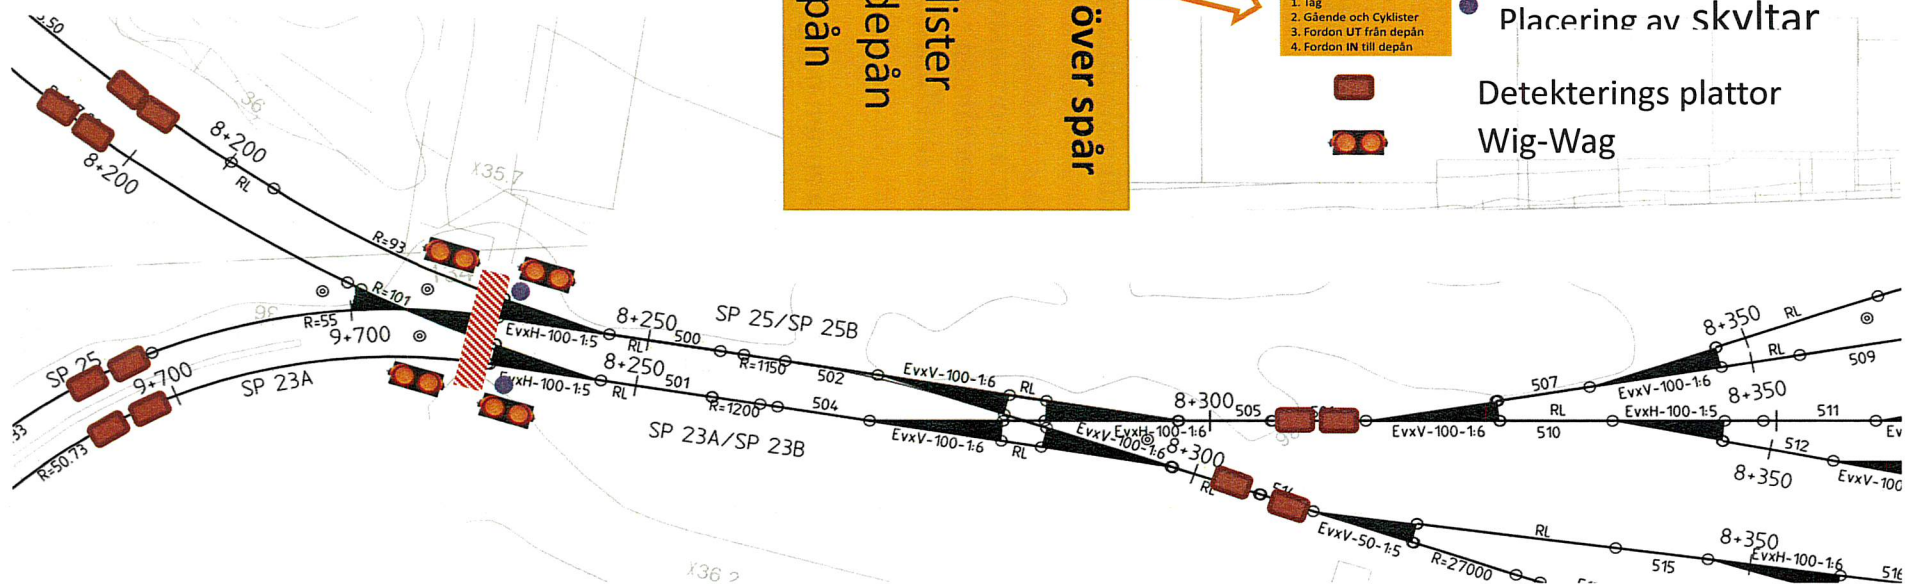 över spår
lister
depån
pån
1. Tåg
2. Gående och Cyklister
3. Fordon UT från depån
4. Fordon IN till depån
Placering av skyltar
Detekterings plattor
Wig-Wag
8+200
RL
8+200
36
X35.7
R=93
R=101
R=55
9+700
SP 25
9+700
SP 23A
R=50.73
EvxH-100-1:5
8+250
RL
500
SP 25/SP 25B
R=1150
502
EvxV-100-1:6
RL
EvxH-100-1:5
8+250
RL
501
R=1200
504
SP 23A/SP 23B
EvxV-100-1:6
RL
EvxH-100-1:6
EvxV-100-1:6
8+300
505
8+300
RL
EvxV-100-1:6
507
EvxV-100-1:6
8+350
RL
RL
509
8+350
RL
510
EvxH-100-1:5
511
512
8+350
EvxV-50-1:5
R=27000
RL
515
8+350
EvxH-100-1:6
516
X36.2